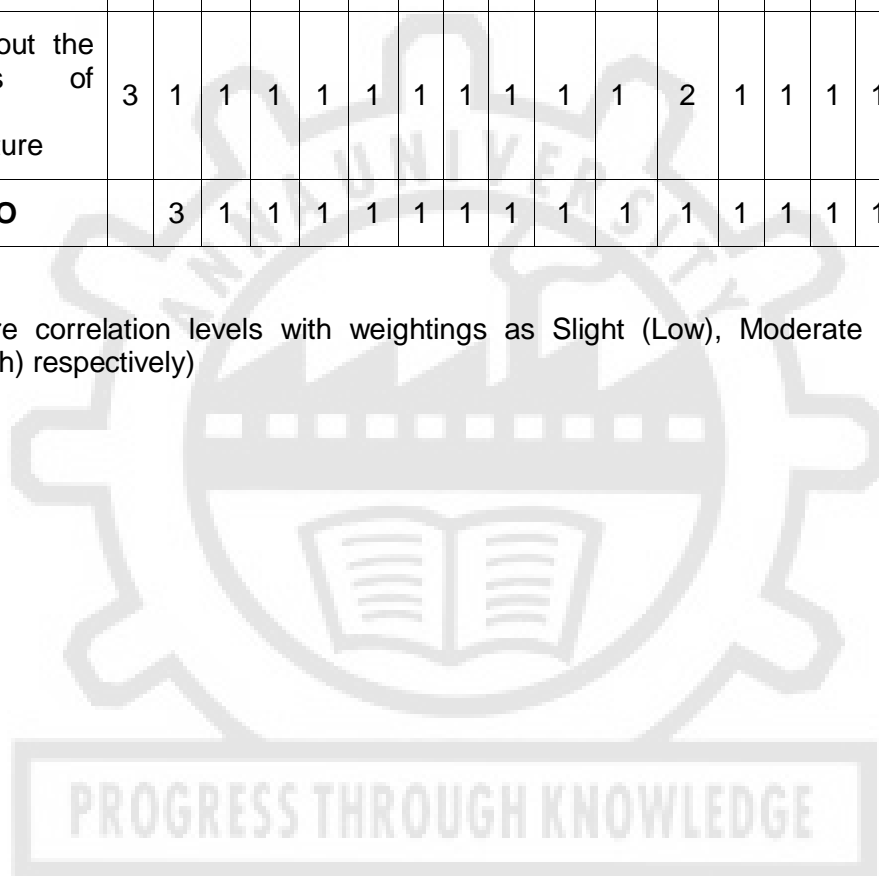 out the
s of
ure
3 1 1 1 1 1 1 1 1 1 1 2 1 1 1 1
O 3 1 1 1 1 1 1 1 1 1 1 1 1 1 1
re correlation levels with weightings as Slight (Low), Moderate
h) respectively)
ANNA UNIVERSITY
PROGRESS THROUGH KNOWLEDGE